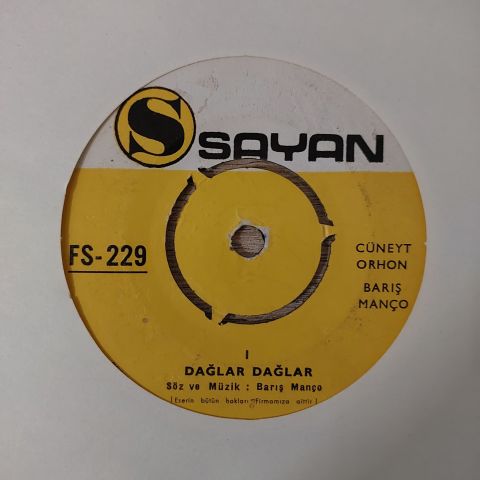 S SAYAN
FS-229
CÜNEYT
ORHON
BARIŞ
MANÇO
I
DAĞLAR DAĞLAR
Söz ve Müzik : Barış Manço
(Eserin bütün hakları Firmamıza aittir)